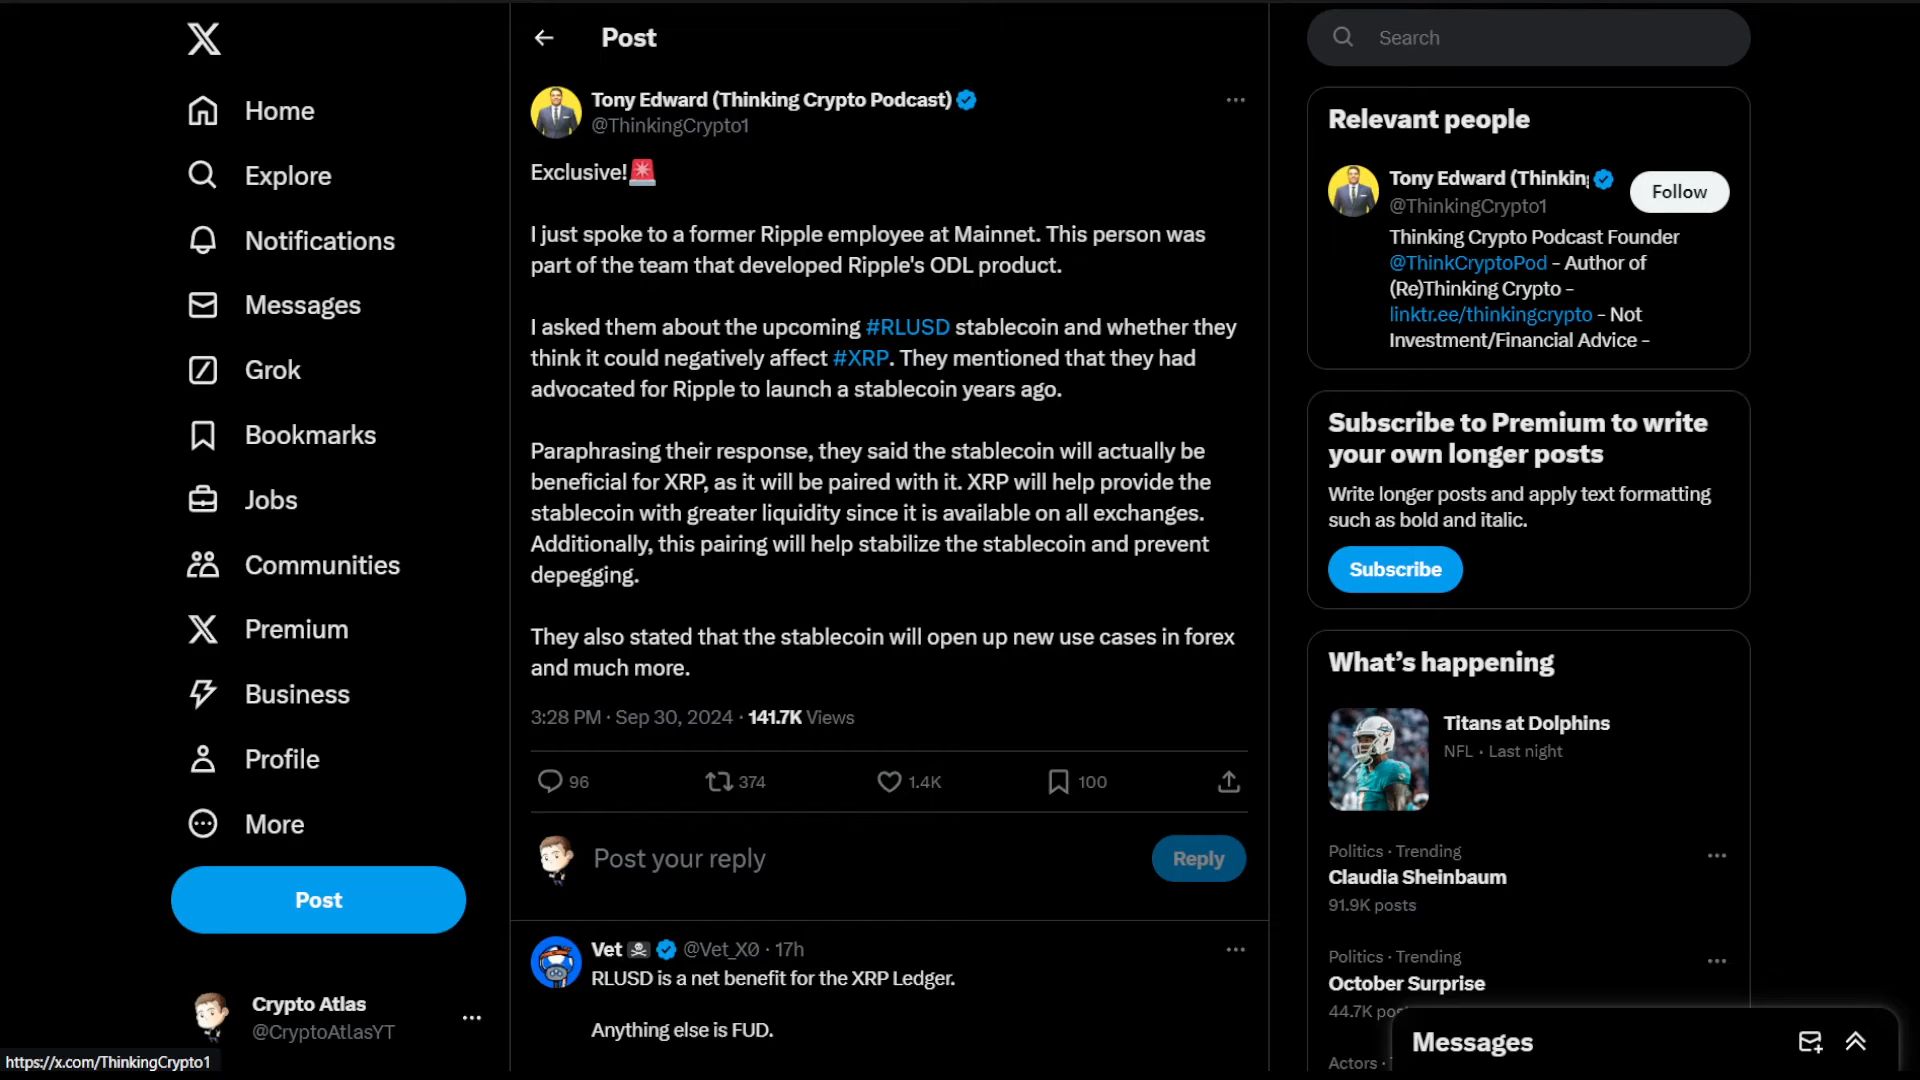 Home
Explore
Notifications
Messages
Grok
Bookmarks
Jobs
Communities
Premium
Business
Profile
More
Post
Crypto Atlas
@CryptoAtlasYT
https://x.com/ThinkingCrypto1
Post
Tony Edward (Thinking Crypto Podcast)
@ThinkingCrypto1
Exclusive!🚨
I just spoke to a former Ripple employee at Mainnet. This person was
part of the team that developed Ripple's ODL product.
I asked them about the upcoming #RLUSD stablecoin and whether they
think it could negatively affect #XRP. They mentioned that they had
advocated for Ripple to launch a stablecoin years ago.
Paraphrasing their response, they said the stablecoin will actually be
beneficial for XRP, as it will be paired with it. XRP will help provide the
stablecoin with greater liquidity since it is available on all exchanges.
Additionally, this pairing will help stabilize the stablecoin and prevent
depegging.
They also stated that the stablecoin will open up new use cases in forex
and much more.
3:28 PM · Sep 30, 2024 · 141.7K Views
96 374 1.4K 100
Post your reply
Reply
Vet ☠ @Vet_X0 · 17h
RLUSD is a net benefit for the XRP Ledger.
Anything else is FUD.
Search
Relevant people
Tony Edward (Thinking
@ThinkingCrypto1
Follow
Thinking Crypto Podcast Founder
@ThinkCryptoPod - Author of
(Re)Thinking Crypto -
linktr.ee/thinkingcrypto - Not
Investment/Financial Advice -
Subscribe to Premium to write
your own longer posts
Write longer posts and apply text formatting
such as bold and italic.
Subscribe
What's happening
Titans at Dolphins
NFL · Last night
Politics · Trending
Claudia Sheinbaum
91.9K posts
Politics · Trending
October Surprise
44.7K
Actors ·
Messages